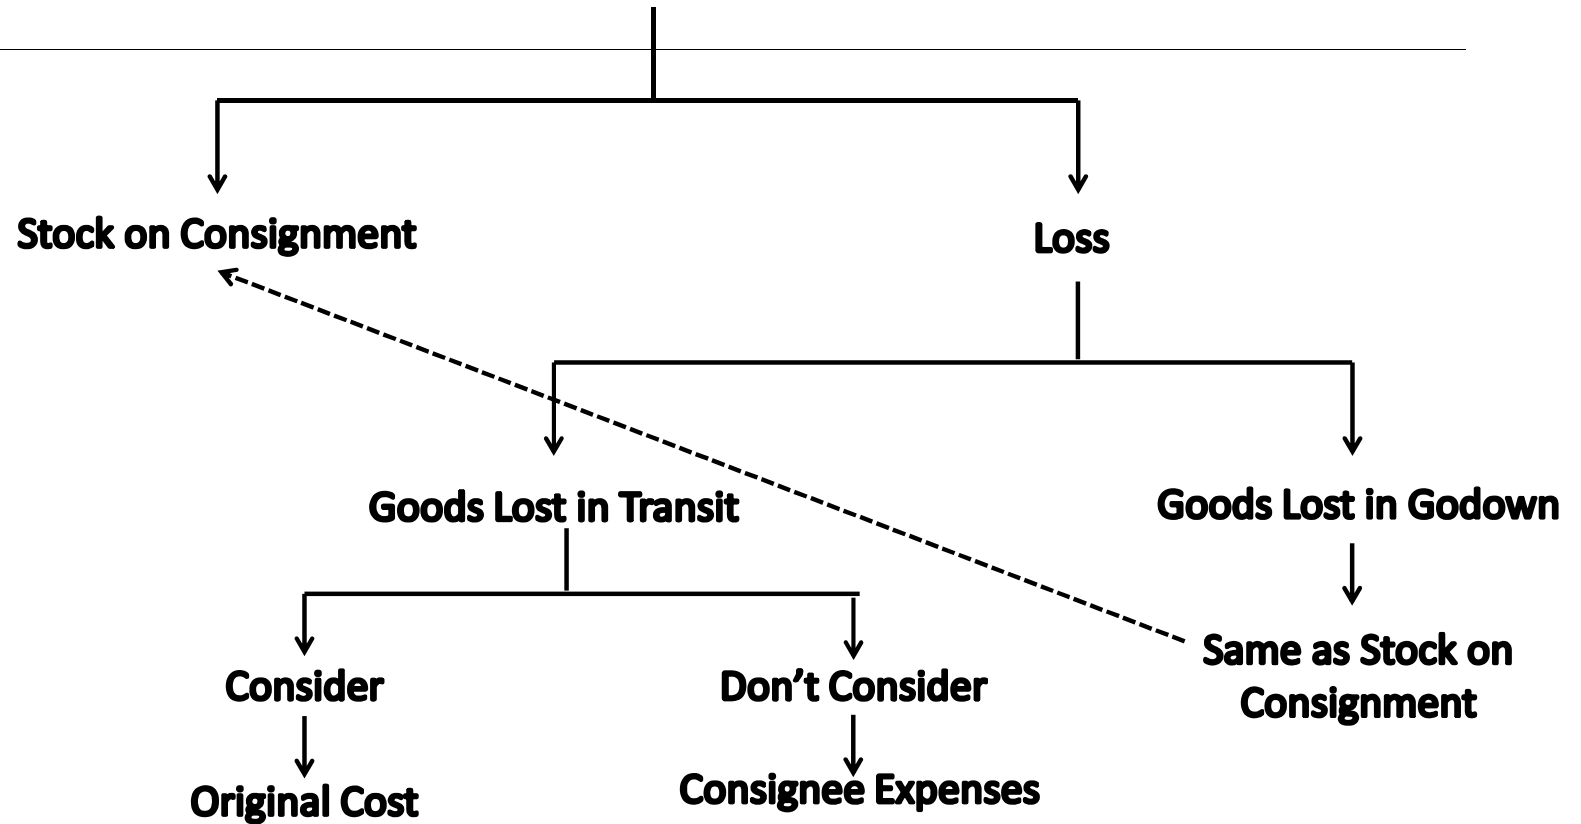 Stock on Consignment
Loss
Goods Lost in Transit
Goods Lost in Godown
Consider
Don’t Consider
Same as Stock on
Consignment
Original Cost
Consignee Expenses